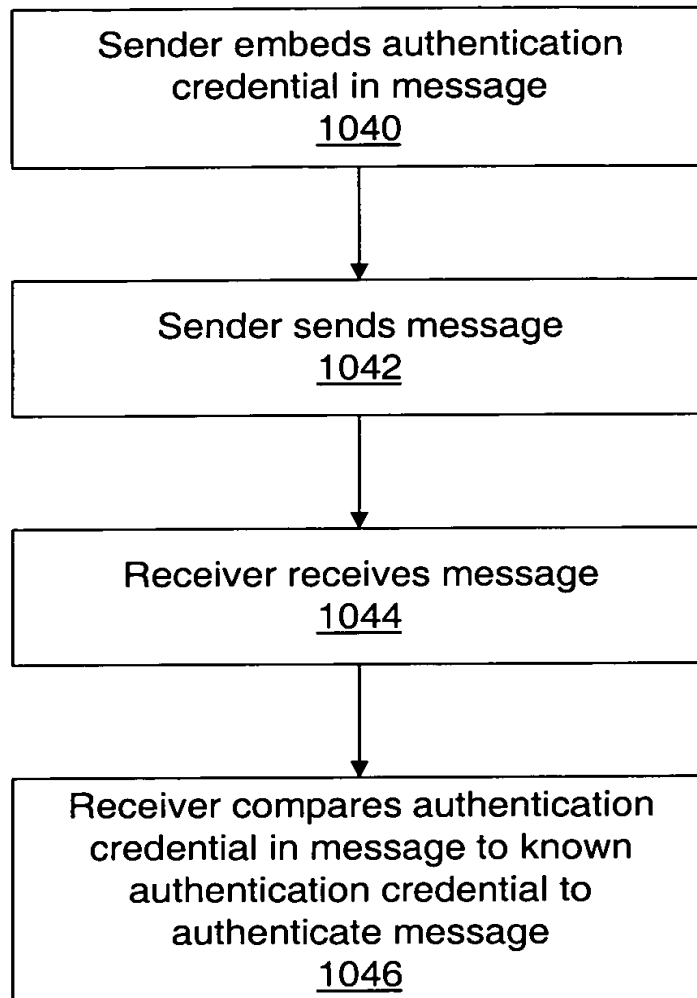 Sender embeds authentication
credential in message
1040
Sender sends message
1042
Receiver receives message
1044
Receiver compares authentication
credential in message to known
authentication credential to
authenticate message
1046